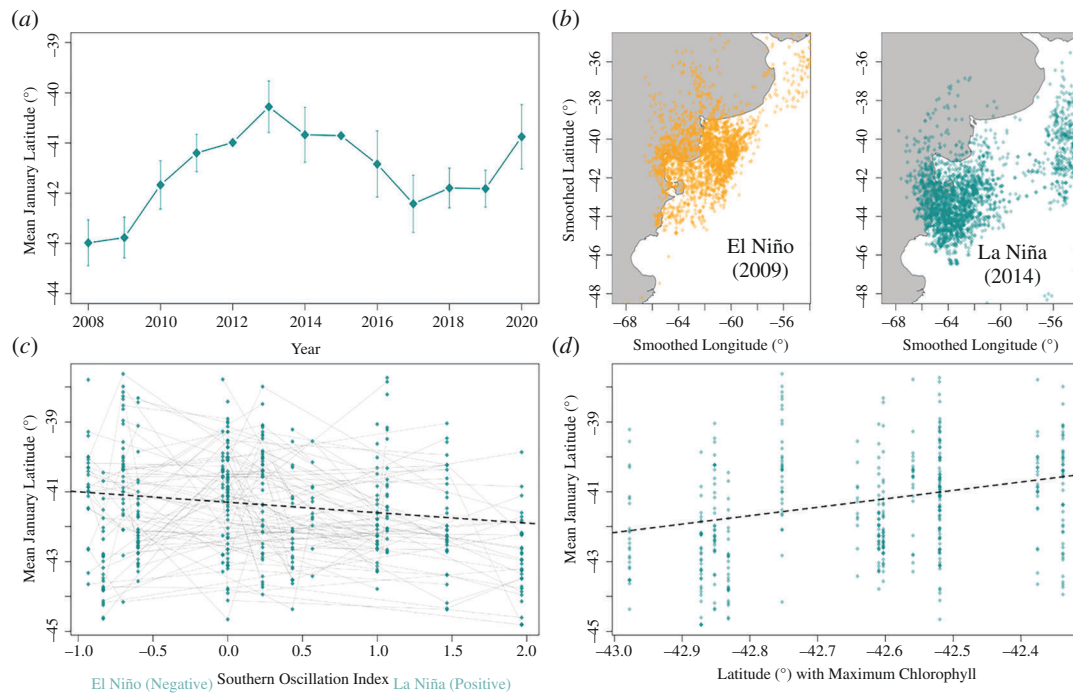 (a)
Mean January Latitude (°)
-39
-40
-41
-42
-43
-44
2008 2010 2012 2014 2016 2018 2020
Year
(b)
Smoothed Latitude (°)
-36
-38
-40
-42
-44
-46
-48
El Niño
(2009)
-68 -64 -60 -56
Smoothed Longitude (°)
-36
-38
-40
-42
-44
-46
-48
La Niña
(2014)
-68 -64 -60 -56
Smoothed Longitude (°)
(c)
Mean January Latitude (°)
-39
-41
-43
-45
-1.0 -0.5 0.0 0.5 1.0 1.5 2.0
El Niño (Negative) Southern Oscillation Index La Niña (Positive)
(d)
Mean January Latitude (°)
-39
-41
-43
-45
-43.0 -42.9 -42.8 -42.7 -42.6 -42.5 -42.4
Latitude (°) with Maximum Chlorophyll